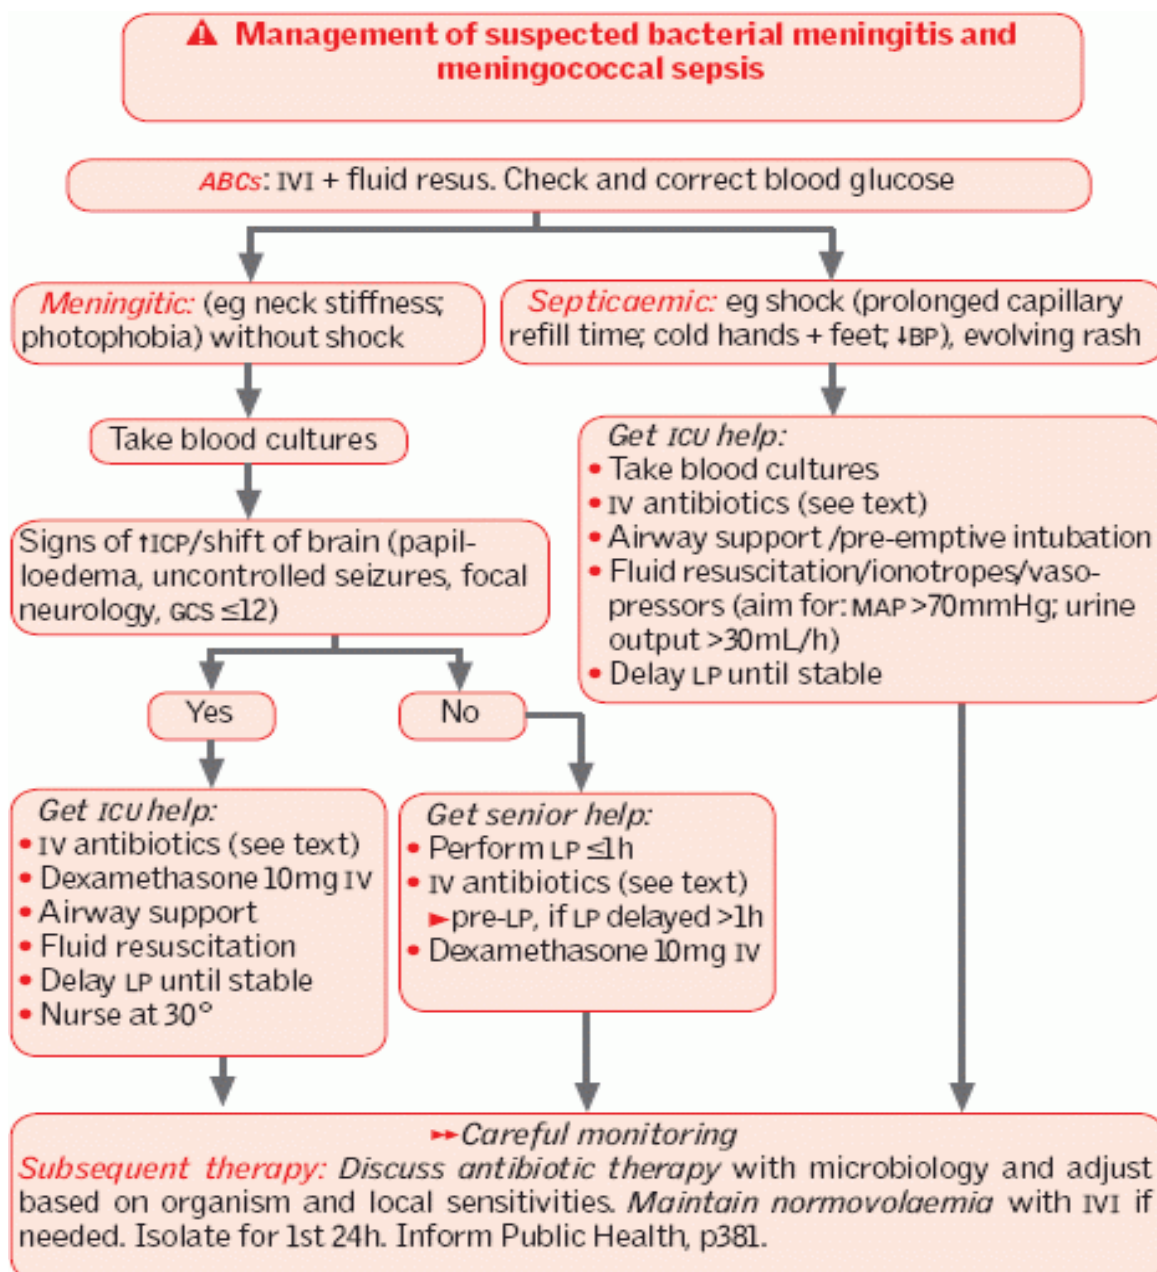 ⚠ Management of suspected bacterial meningitis and
meningococcal sepsis
ABCs: IVI + fluid resus. Check and correct blood glucose
Meningitic: (eg neck stiffness;
photophobia) without shock
Septicaemic: eg shock (prolonged capillary
refill time; cold hands + feet; ↓BP), evolving rash
Take blood cultures
Signs of ↑ICP/shift of brain (papil-
loedema, uncontrolled seizures, focal
neurology, GCS ≤12)
Yes
No
Get ICU help:
• IV antibiotics (see text)
• Dexamethasone 10mg IV
• Airway support
• Fluid resuscitation
• Delay LP until stable
• Nurse at 30°
Get senior help:
• Perform LP ≤1h
• IV antibiotics (see text)
►pre-LP, if LP delayed >1h
• Dexamethasone 10mg IV
Get ICU help:
• Take blood cultures
• IV antibiotics (see text)
• Airway support /pre-emptive intubation
• Fluid resuscitation/ionotropes/vaso-
pressors (aim for: MAP >70mmHg; urine
output >30mL/h)
• Delay LP until stable
►►Careful monitoring
Subsequent therapy: Discuss antibiotic therapy with microbiology and adjust
based on organism and local sensitivities. Maintain normovolaemia with IVI if
needed. Isolate for 1st 24h. Inform Public Health, p381.